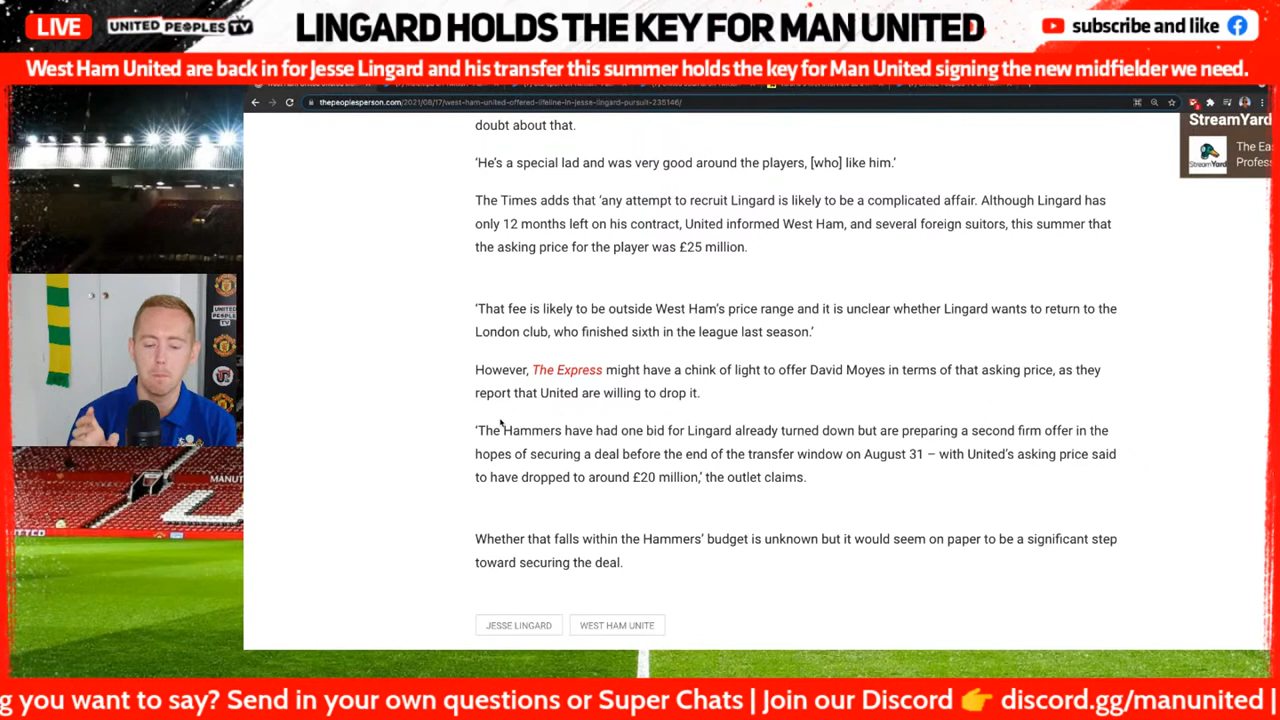 LIVE
UNITED PEOPLES TV
LINGARD HOLDS THE KEY FOR MAN UNITED
subscribe and like
West Ham United are back in for Jesse Lingard and his transfer this summer holds the key for Man United signing the new midfielder we need.
thepeoplesperson.com/2021/08/17/west-ham-united-offered-lifeline-in-jesse-lingard-pursuit-235146/
StreamYard
The Ea
Profess
StreamYard
doubt about that.
'He's a special lad and was very good around the players, [who] like him.'
The Times adds that 'any attempt to recruit Lingard is likely to be a complicated affair. Although Lingard has
only 12 months left on his contract, United informed West Ham, and several foreign suitors, this summer that
the asking price for the player was £25 million.
'That fee is likely to be outside West Ham's price range and it is unclear whether Lingard wants to return to the
London club, who finished sixth in the league last season.'
However, The Express might have a chink of light to offer David Moyes in terms of that asking price, as they
report that United are willing to drop it.
'The Hammers have had one bid for Lingard already turned down but are preparing a second firm offer in the
hopes of securing a deal before the end of the transfer window on August 31 – with United's asking price said
to have dropped to around £20 million,' the outlet claims.
Whether that falls within the Hammers' budget is unknown but it would seem on paper to be a significant step
toward securing the deal.
JESSE LINGARD
WEST HAM UNITE
UNITED
PEOPLES
TV
MANUT
g you want to say? Send in your own questions or Super Chats | Join our Discord 👉 discord.gg/manunited |